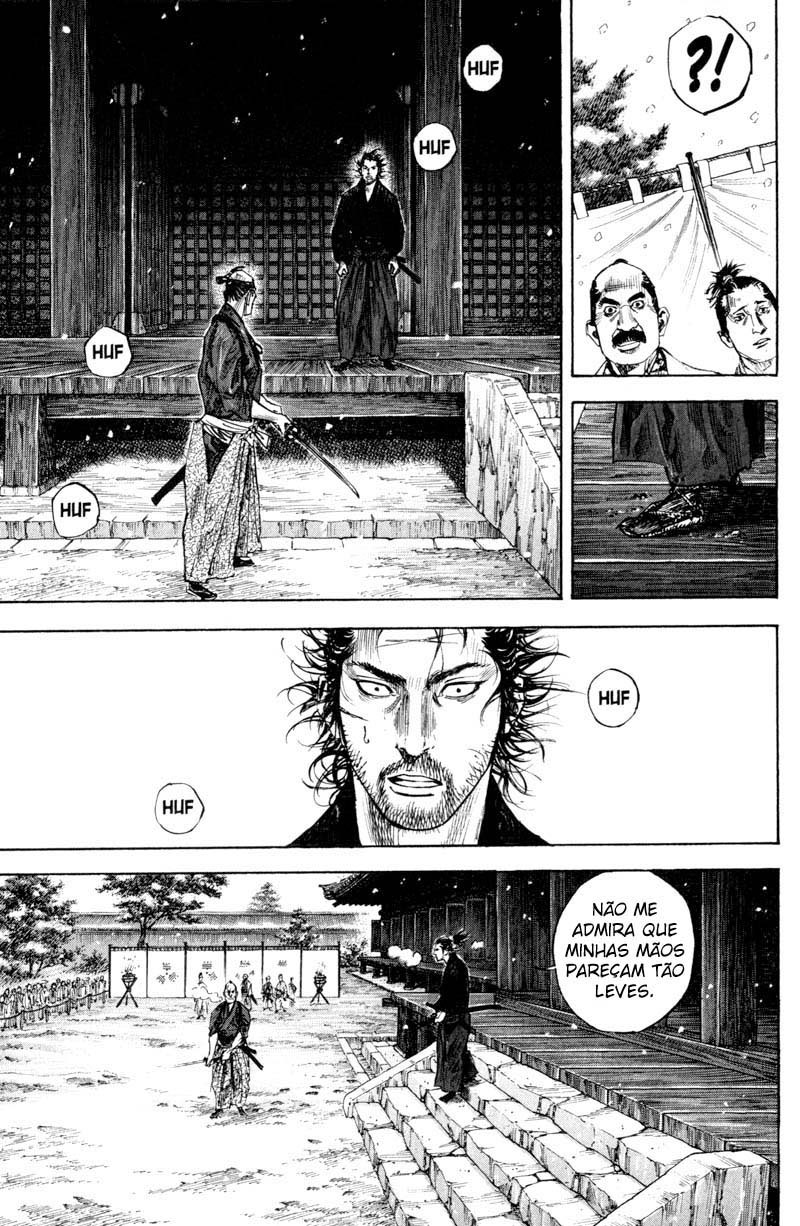 ?!
HUF
HUF
HUF
HUF
HUF
HUF
NÃO ME
ADMIRA QUE
MINHAS MÃOS
PAREÇAM TÃO
LEVES.